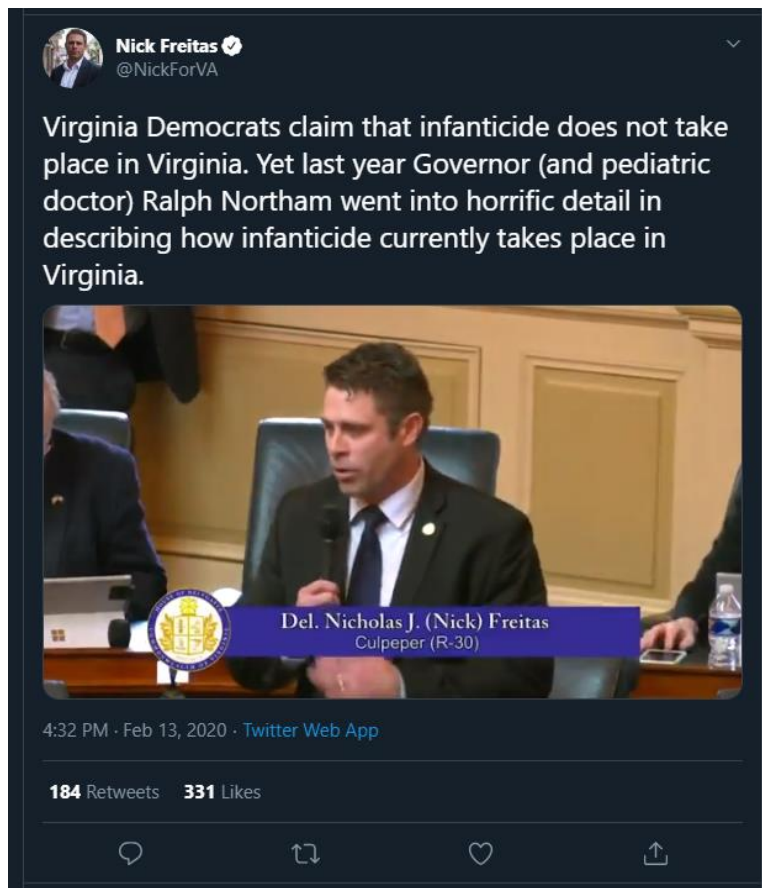 Nick Freitas
@NickForVA
Virginia Democrats claim that infanticide does not take
place in Virginia. Yet last year Governor (and pediatric
doctor) Ralph Northam went into horrific detail in
describing how infanticide currently takes place in
Virginia.
Del. Nicholas J. (Nick) Freitas
Culpeper (R-30)
4:32 PM · Feb 13, 2020 · Twitter Web App
184 Retweets 331 Likes